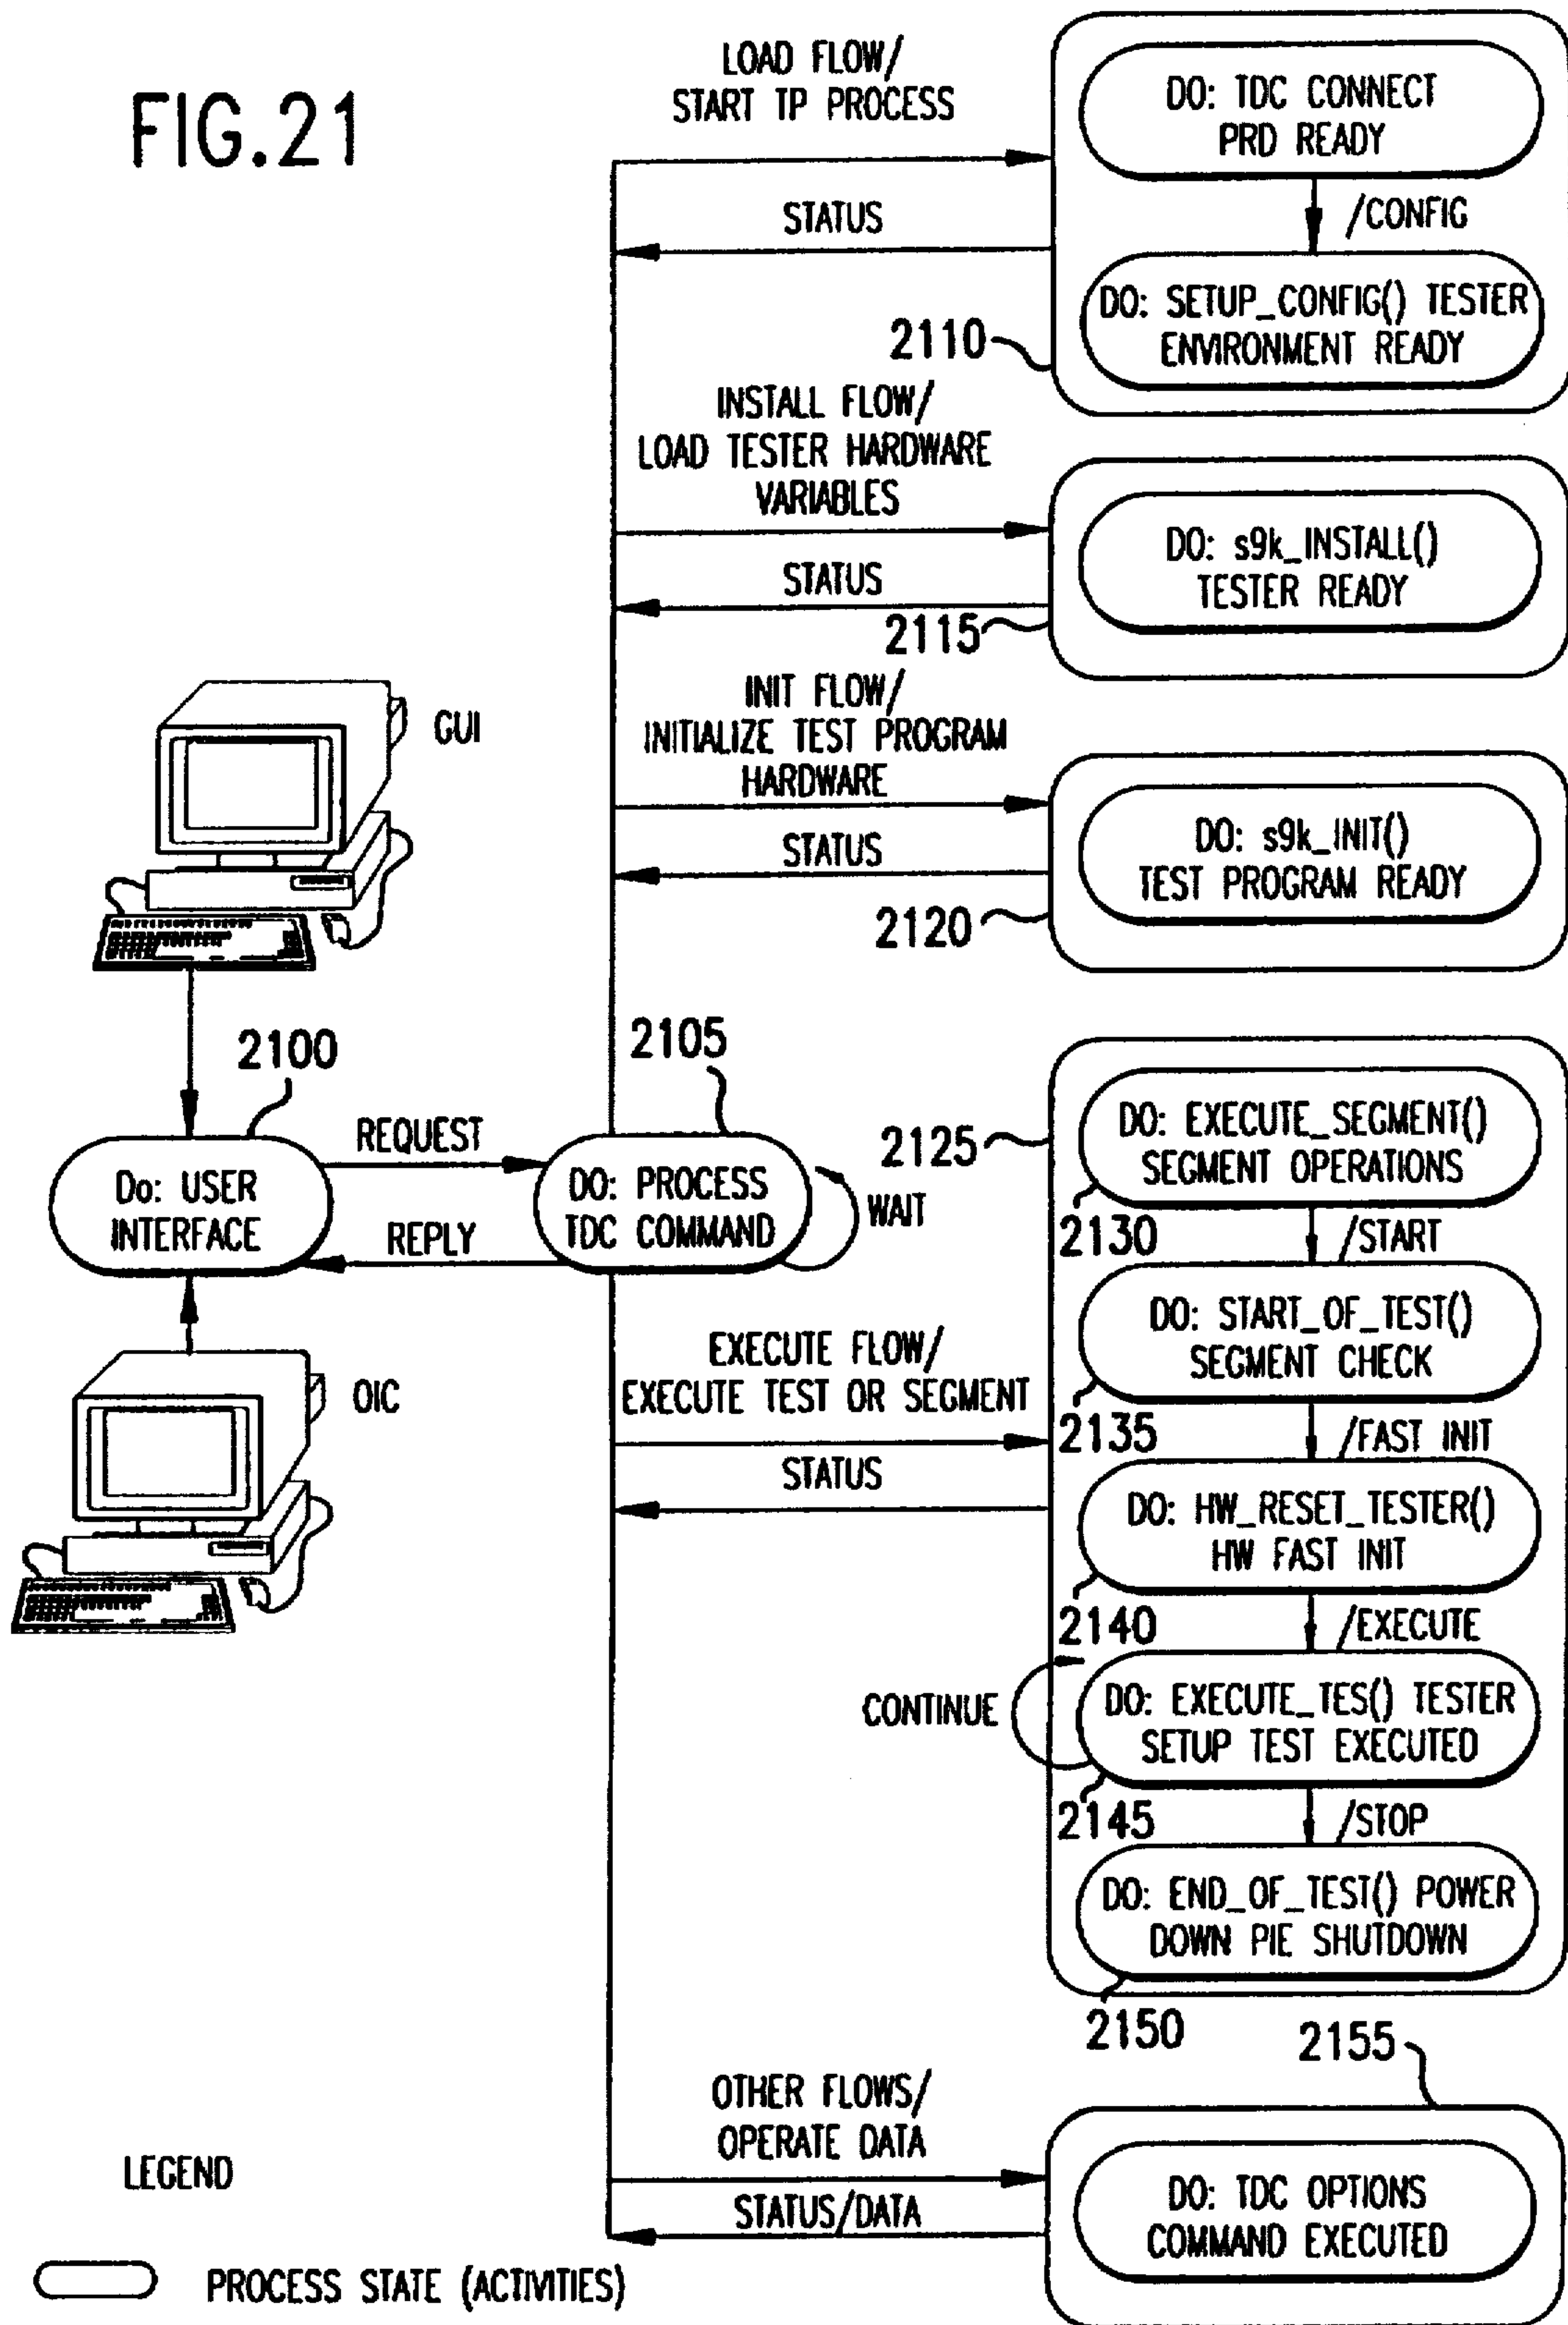 FIG.21
LOAD FLOW/
START TP PROCESS
STATUS
DO: TDC CONNECT
PRD READY
/CONFIG
DO: SETUP_CONFIG() TESTER
ENVIRONMENT READY
2110
INSTALL FLOW/
LOAD TESTER HARDWARE
VARIABLES
STATUS
DO: s9k_INSTALL()
TESTER READY
2115
INIT FLOW/
INITIALIZE TEST PROGRAM
HARDWARE
STATUS
DO: s9k_INIT()
TEST PROGRAM READY
2120
GUI
2100
Do: USER
INTERFACE
REQUEST
REPLY
2105
DO: PROCESS
TDC COMMAND
WAIT
OIC
EXECUTE FLOW/
EXECUTE TEST OR SEGMENT
STATUS
2125
DO: EXECUTE_SEGMENT()
SEGMENT OPERATIONS
2130
/START
DO: START_OF_TEST()
SEGMENT CHECK
2135
/FAST INIT
DO: HW_RESET_TESTER()
HW FAST INIT
2140
/EXECUTE
CONTINUE
DO: EXECUTE_TES() TESTER
SETUP TEST EXECUTED
2145
/STOP
DO: END_OF_TEST() POWER
DOWN PIE SHUTDOWN
2150
2155
OTHER FLOWS/
OPERATE DATA
STATUS/DATA
DO: TDC OPTIONS
COMMAND EXECUTED
LEGEND
PROCESS STATE (ACTIVITIES)